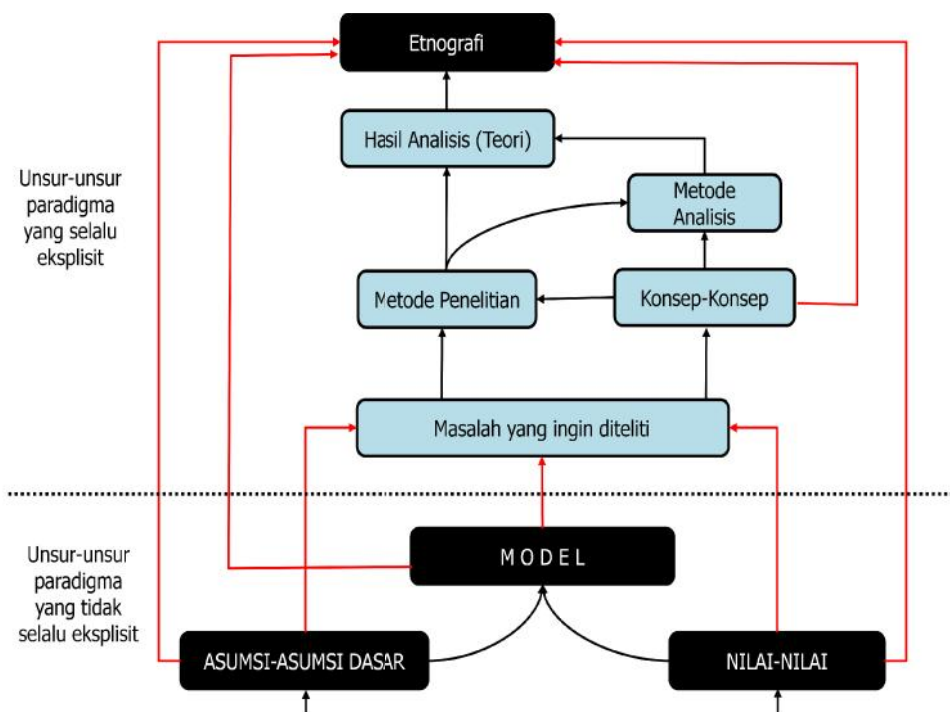 Etnografi
Hasil Analisis (Teori)
Unsur-unsur
paradigma
yang selalu
eksplisit
Metode
Analisis
Metode Penelitian
Konsep-Konsep
Masalah yang ingin diteliti
Unsur-unsur
paradigma
yang tidak
selalu eksplisit
M O D E L
ASUMSI-ASUMSI DASAR
NILAI-NILAI